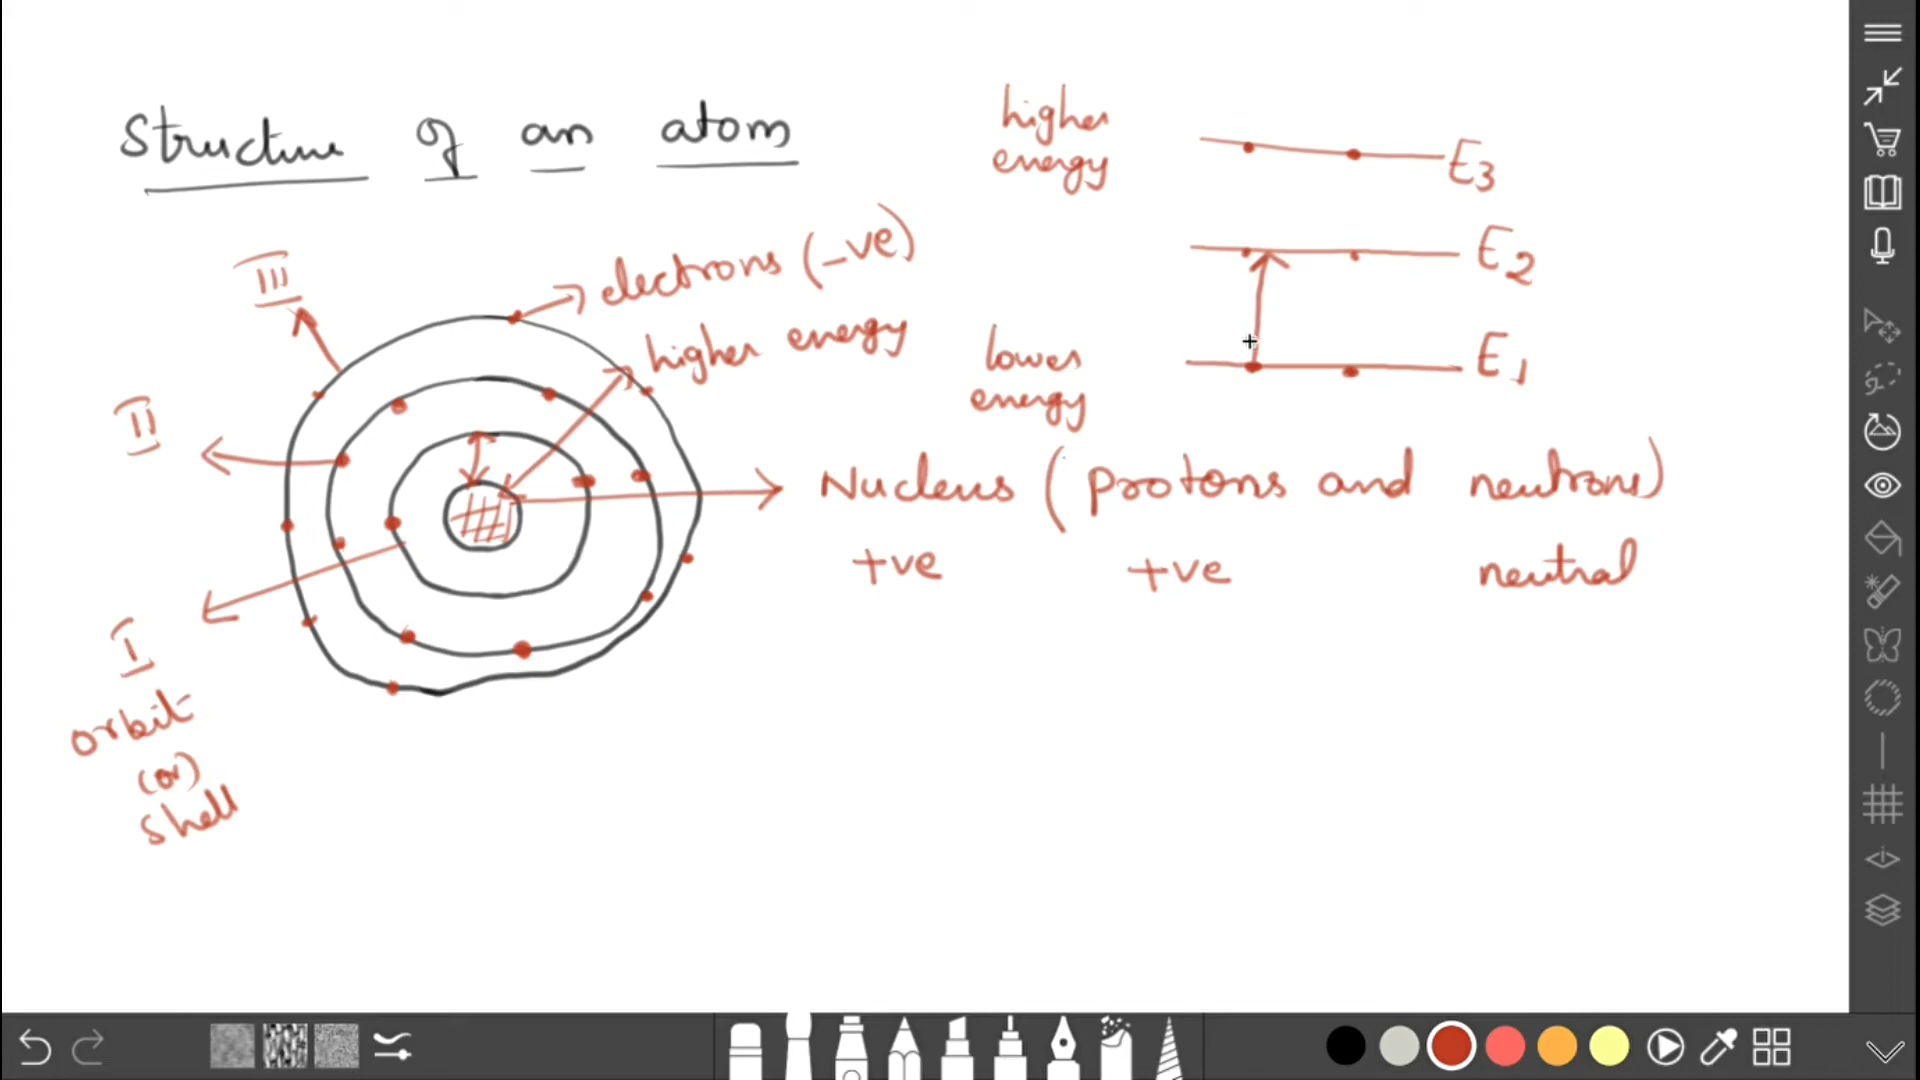 Structure of an atom
higher
energy
E3
E2
E1
lower
energy
III
electrons (-ve)
higher energy
II
Nucleus (protons and neutrons)
+ve +ve neutral
I
orbit
(or)
shell